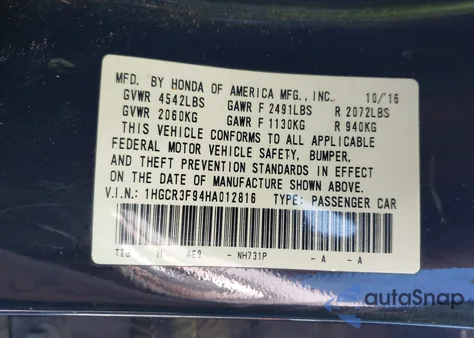 MFD. BY HONDA OF AMERICA MFG., INC. 10/16
GVWR 4542LBS GAWR F 2491LBS R 2072LBS
GVWR 2060KG GAWR F 1130KG R 940KG
THIS VEHICLE CONFORMS TO ALL APPLICABLE
FEDERAL MOTOR VEHICLE SAFETY, BUMPER,
AND THEFT PREVENTION STANDARDS IN EFFECT
ON THE DATE OF MANUFACTURE SHOWN ABOVE.
V.I.N.: 1HGCR3F94HA012816 TYPE: PASSENGER CAR
NH731P -A -A
autoSnap